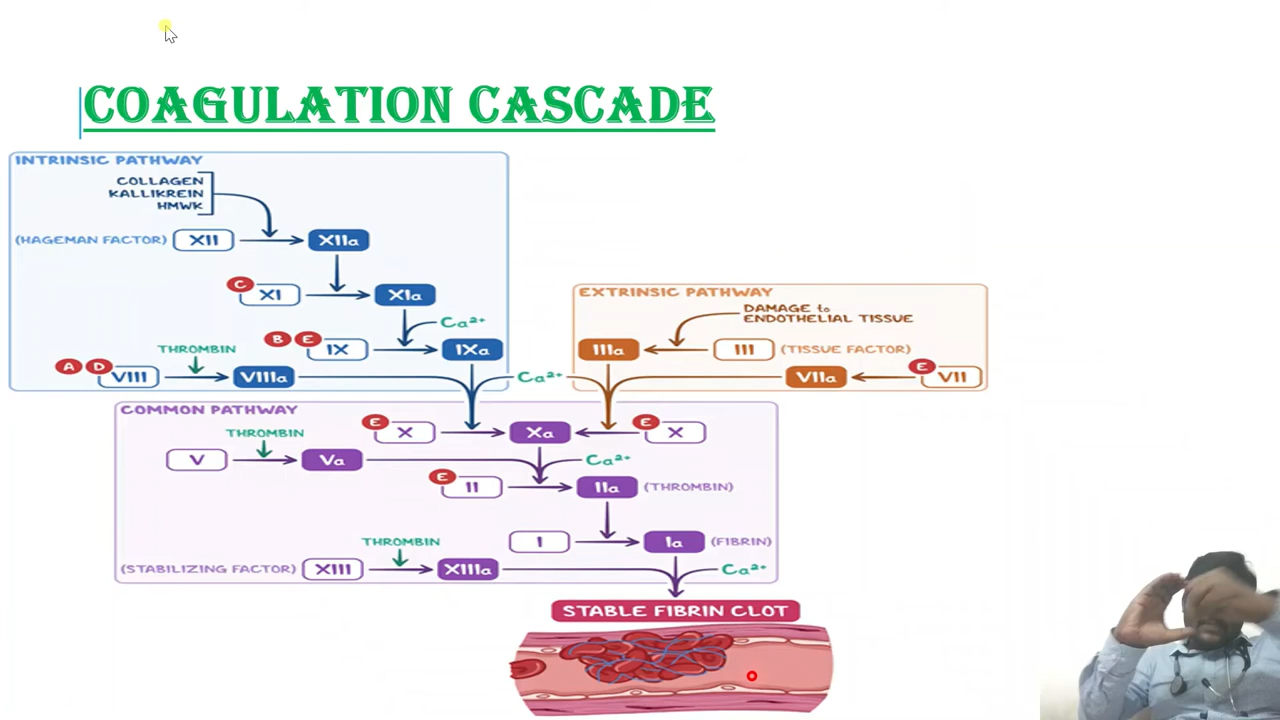 COAGULATION CASCADE
INTRINSIC PATHWAY
COLLAGEN
KALLIKREIN
HMWK
(HAGEMAN FACTOR) XII XIIa
C XI XIa
Ca²⁺
B E IX IXa
THROMBIN
A D VIII VIIIa
Ca²⁺
EXTRINSIC PATHWAY
DAMAGE to
ENDOTHELIAL TISSUE
IIIa III (TISSUE FACTOR)
VIIa E VII
COMMON PATHWAY
E X Xa E X
THROMBIN
V Va Ca²⁺
E II IIa (THROMBIN)
I Ia (FIBRIN)
THROMBIN
(STABILIZING FACTOR) XIII XIIIa Ca²⁺
STABLE FIBRIN CLOT